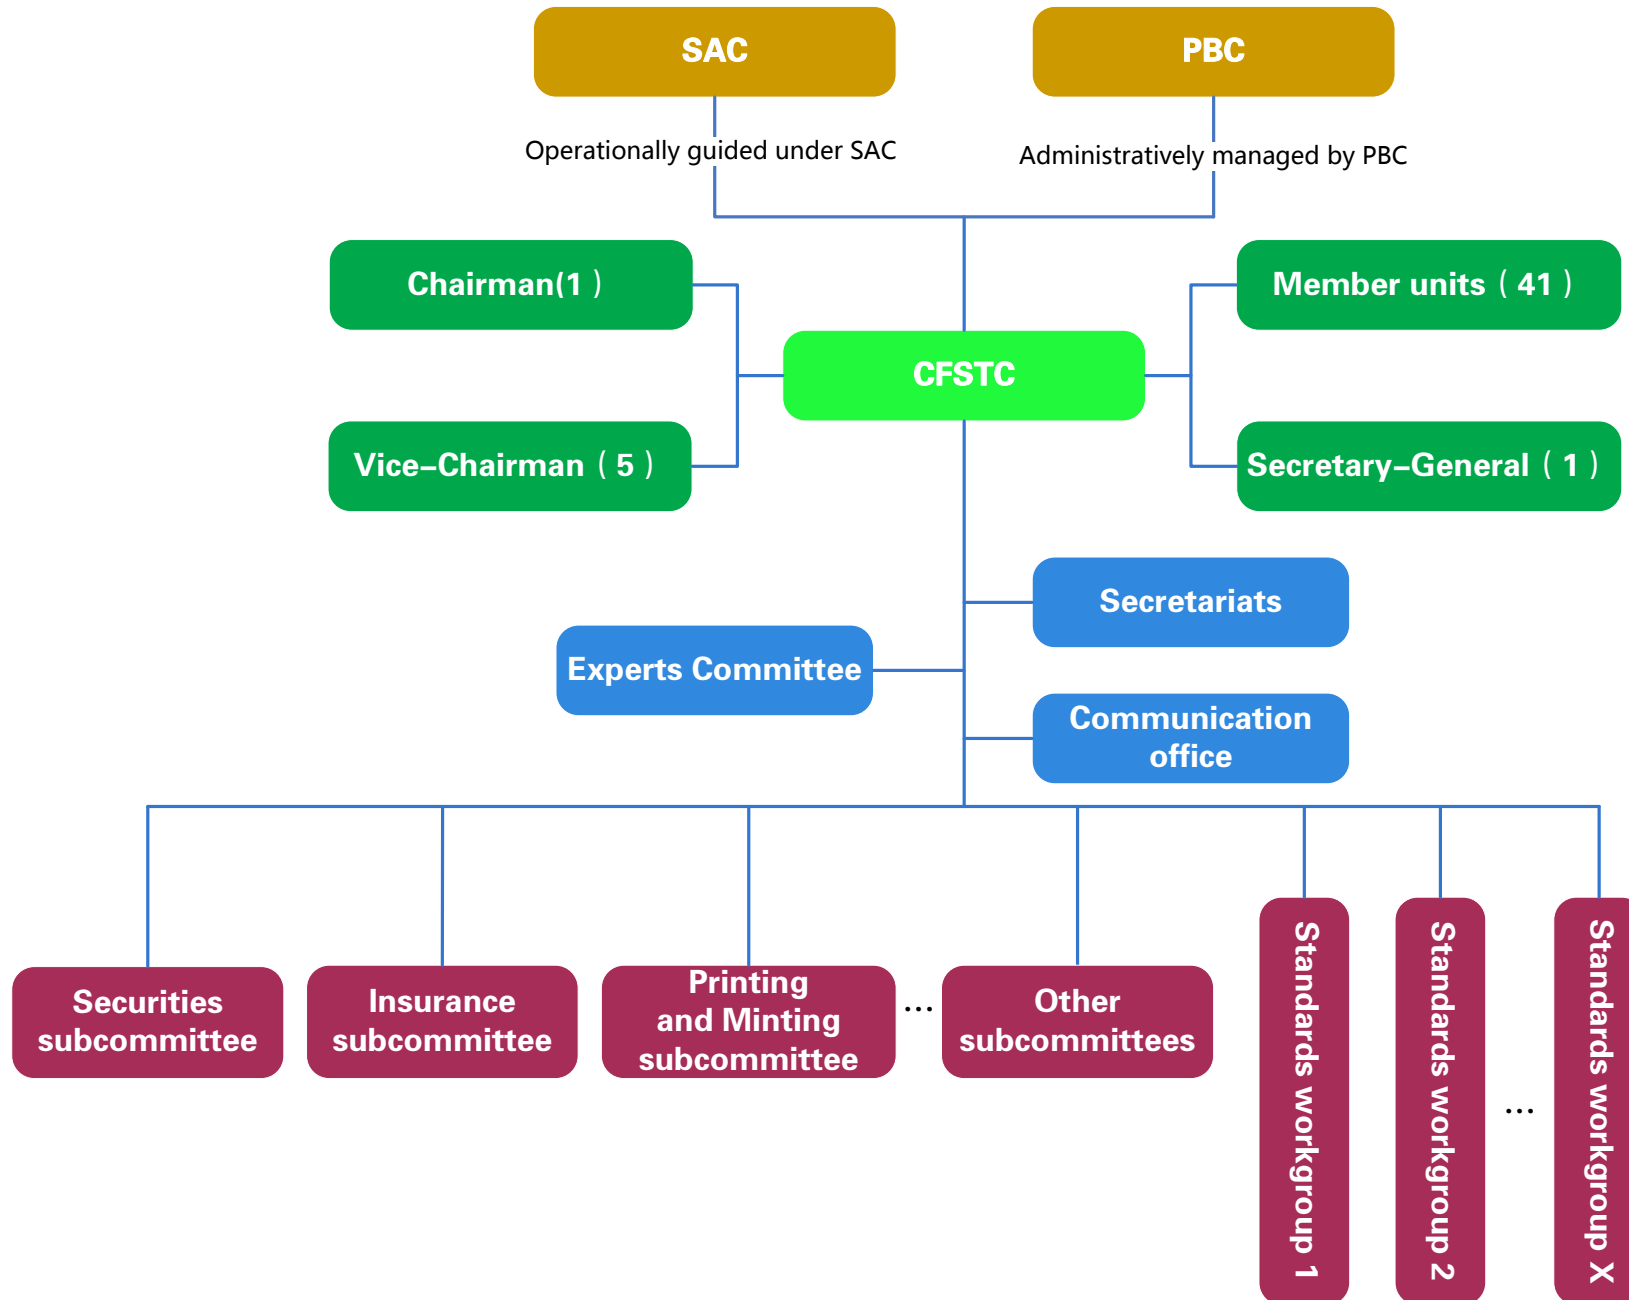 SAC
PBC
Operationally guided under SAC
Administratively managed by PBC
Chairman(1 )
Member units ( 41 )
CFSTC
Vice–Chairman ( 5 )
Secretary–General ( 1 )
Secretariats
Experts Committee
Communication
office
Securities
subcommittee
Insurance
subcommittee
Printing
and Minting
subcommittee
...
Other
subcommittees
Standards workgroup 1
Standards workgroup 2
...
Standards workgroup X